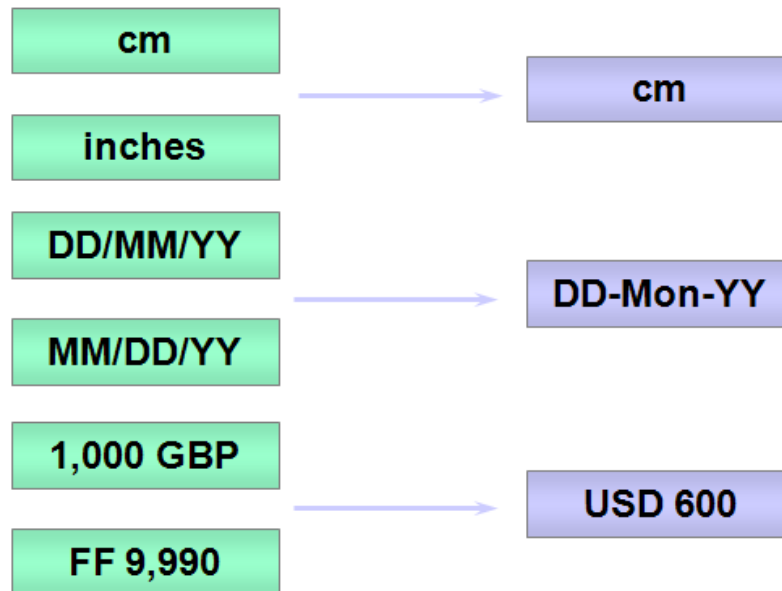 cm
inches
cm
DD/MM/YY
MM/DD/YY
DD-Mon-YY
1,000 GBP
FF 9,990
USD 600